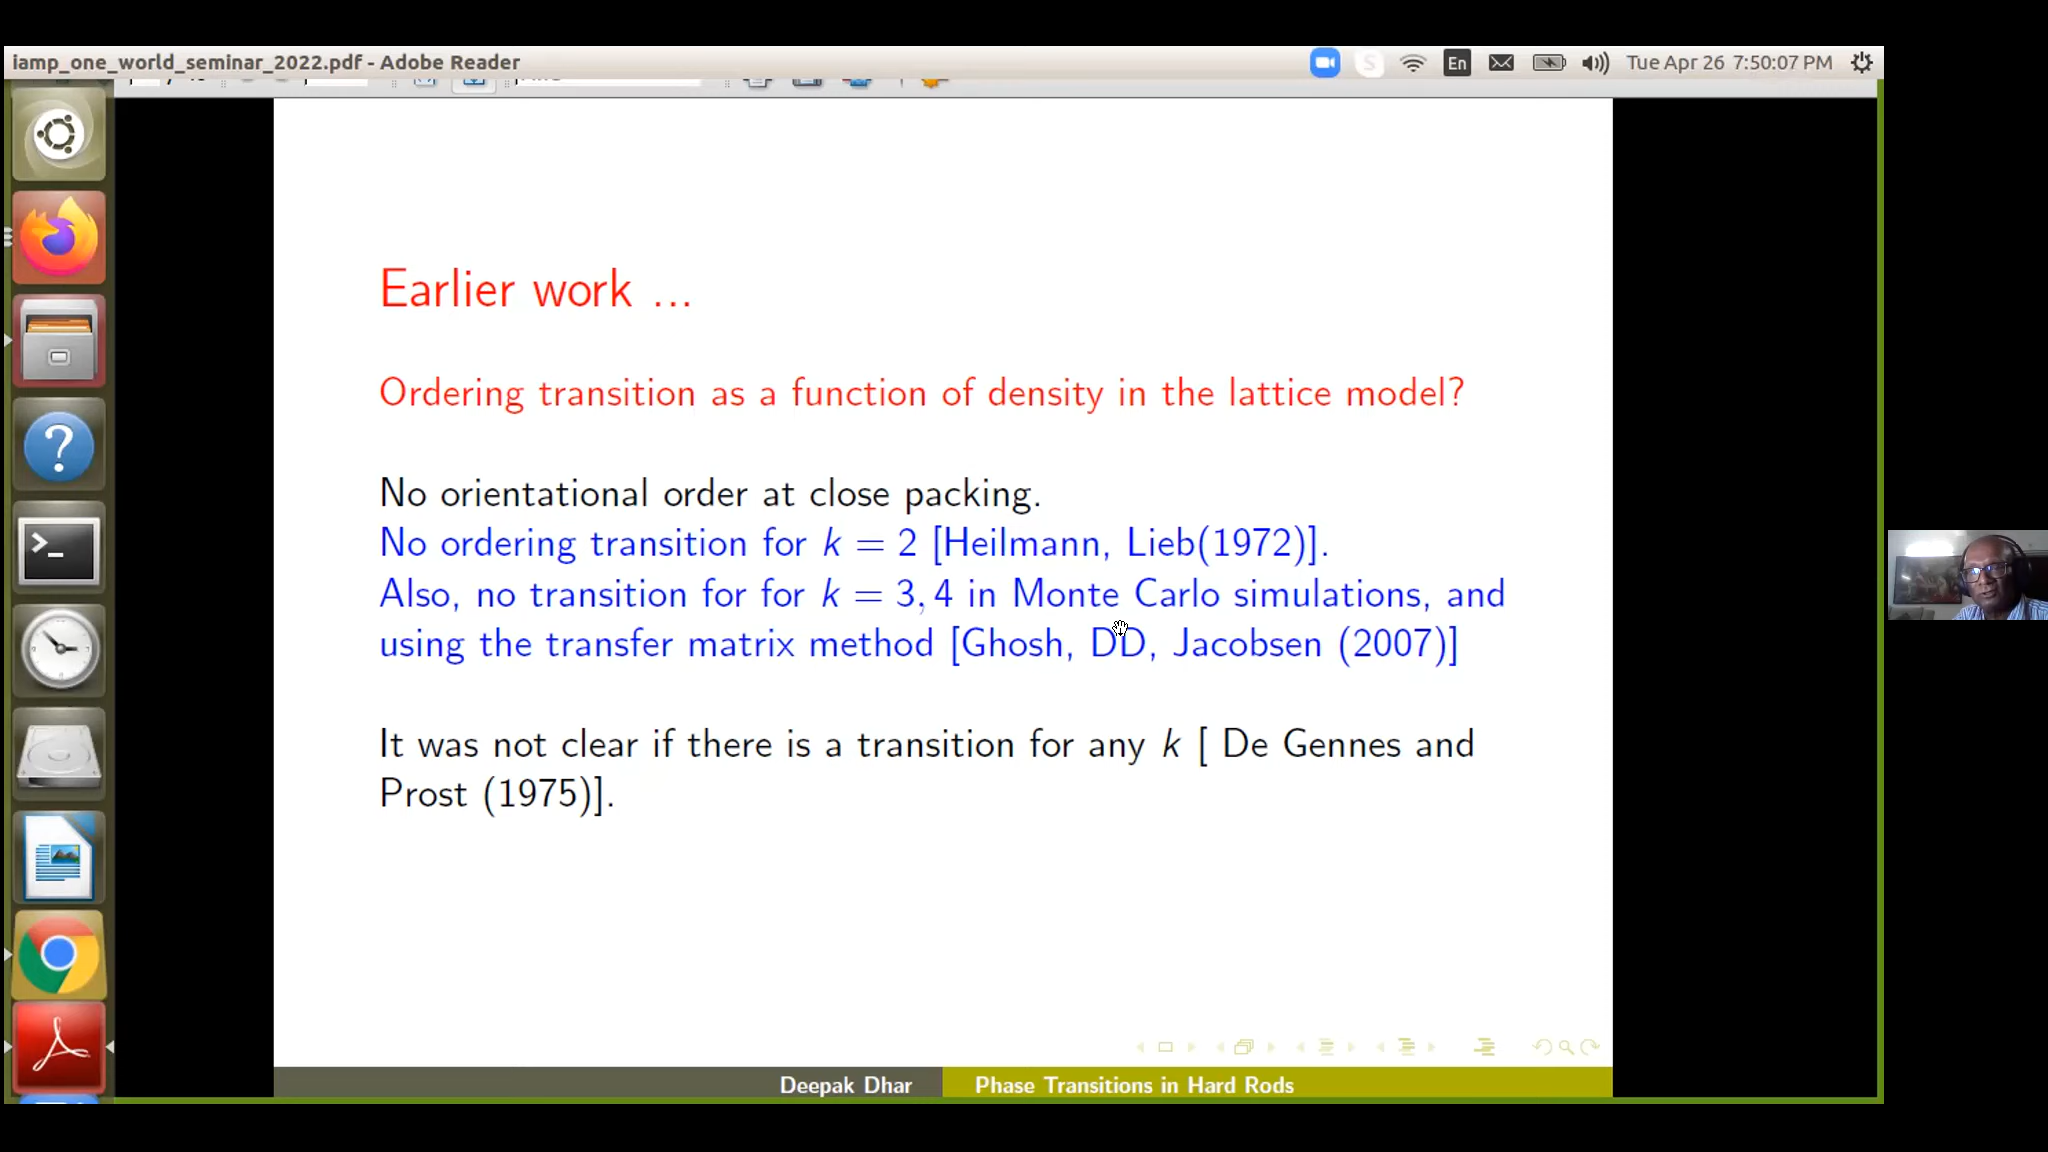 iamp_one_world_seminar_2022.pdf - Adobe Reader
En
Tue Apr 26 7:50:07 PM
Earlier work ...
Ordering transition as a function of density in the lattice model?
No orientational order at close packing.
No ordering transition for k = 2 [Heilmann, Lieb(1972)].
Also, no transition for for k = 3, 4 in Monte Carlo simulations, and
using the transfer matrix method [Ghosh, DD, Jacobsen (2007)]
It was not clear if there is a transition for any k [ De Gennes and
Prost (1975)].
Deepak Dhar
Phase Transitions in Hard Rods